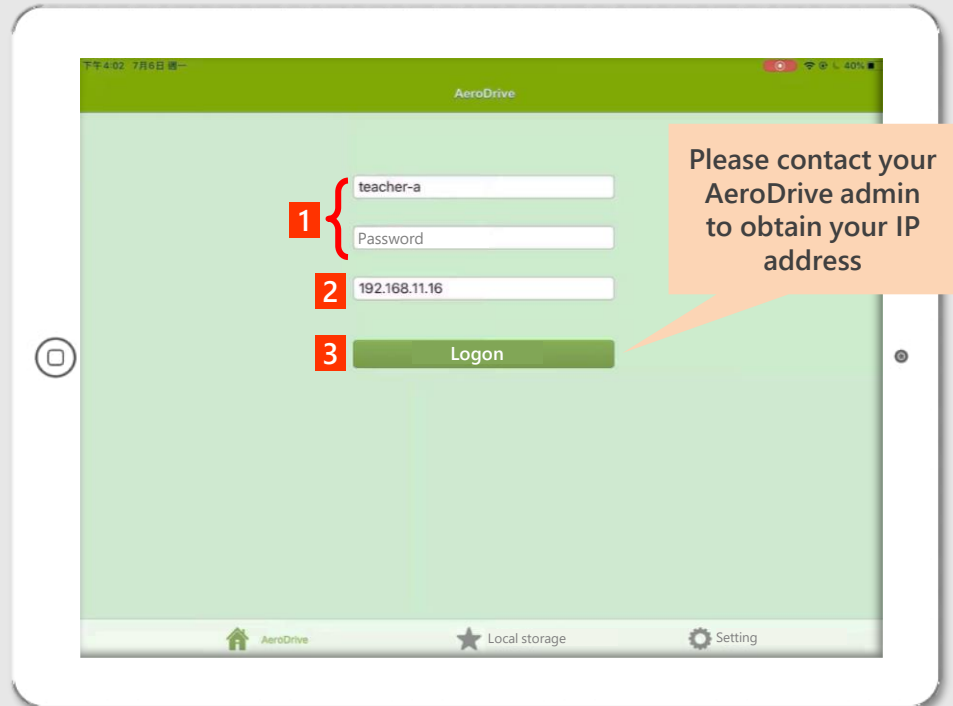 下午4:02 7月6日 週一
40%
AeroDrive
Please contact your
AeroDrive admin
to obtain your IP
address
teacher-a
1
Password
2
192.168.11.16
3
Logon
AeroDrive
Local storage
Setting